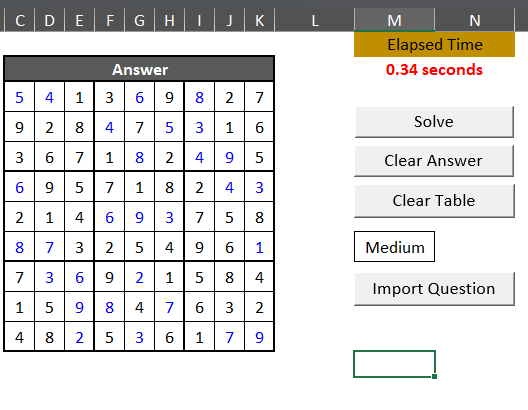 C D E F G H I J K L M N
Elapsed Time
Answer 0.34 seconds
5 4 1 3 6 9 8 2 7
9 2 8 4 7 5 3 1 6
Solve
3 6 7 1 8 2 4 9 5
Clear Answer
6 9 5 7 1 8 2 4 3
Clear Table
2 1 4 6 9 3 7 5 8
8 7 3 2 5 4 9 6 1
Medium
7 3 6 9 2 1 5 8 4
Import Question
1 5 9 8 4 7 6 3 2
4 8 2 5 3 6 1 7 9